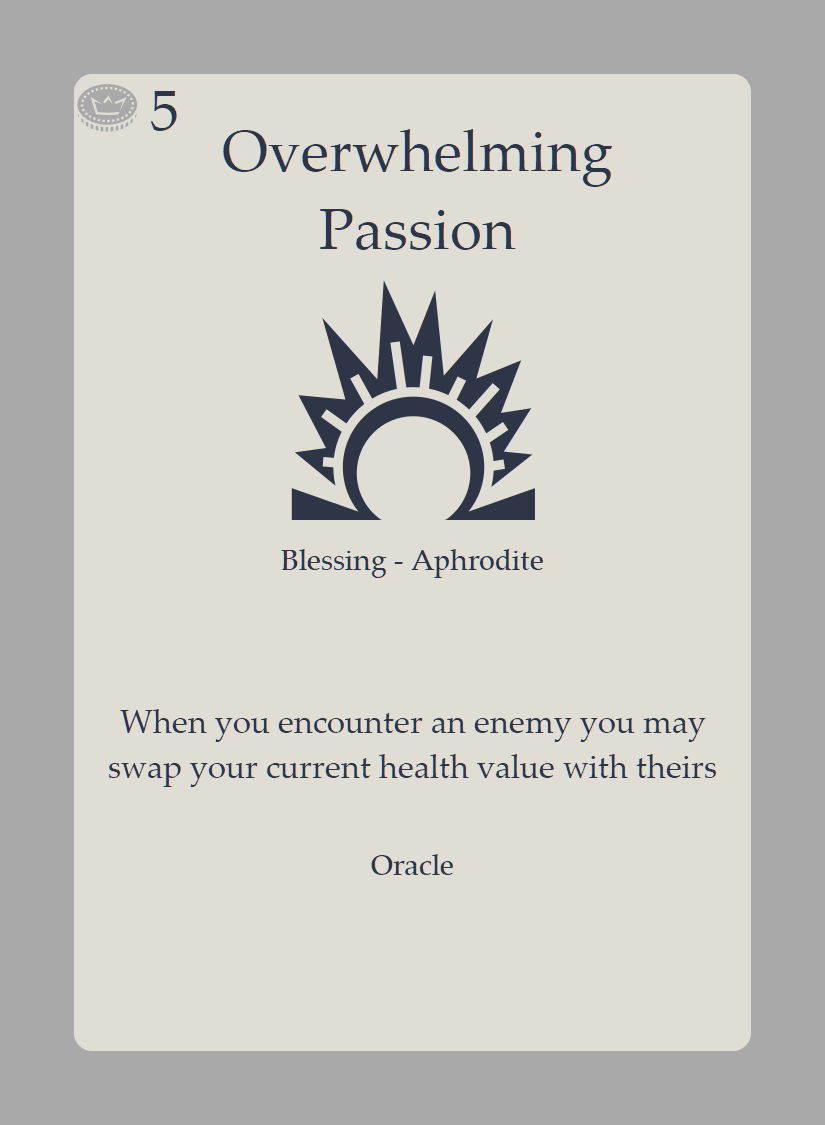 5
Overwhelming
Passion
Blessing - Aphrodite
When you encounter an enemy you may
swap your current health value with theirs
Oracle